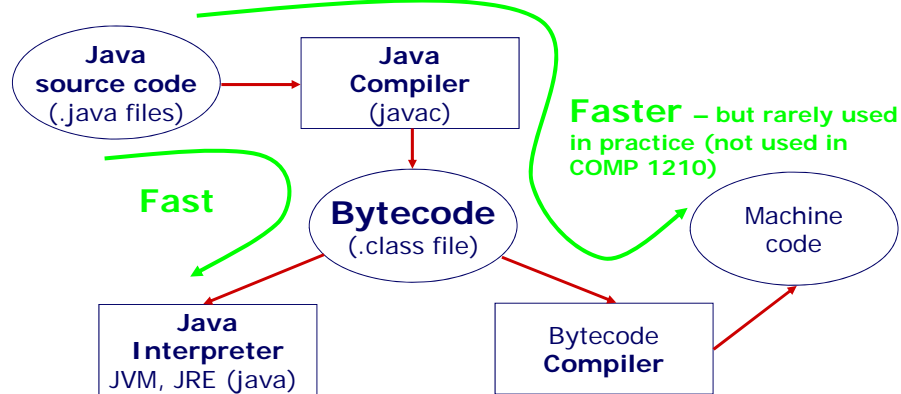 Java
source code
(.java files)
Java
Compiler
(javac)
Faster – but rarely used
in practice (not used in
COMP 1210)
Fast
Bytecode
(.class file)
Machine
code
Java
Interpreter
JVM, JRE (java)
Bytecode
Compiler